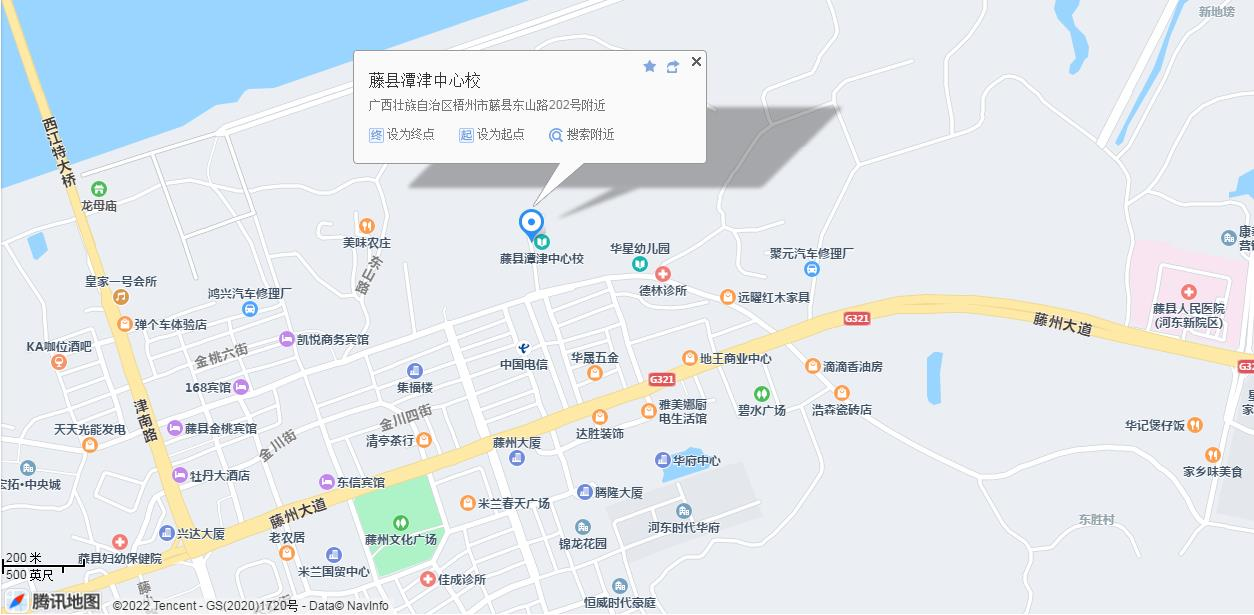 新地塝
藤县潭津中心校
广西壮族自治区梧州市藤县东山路202号附近
终 设为终点
起 设为起点
搜索附近
西江特大桥
龙母庙
美味农庄
东山路
藤县潭津中心校
华星幼儿园
德林诊所
聚元汽车修理厂
远曜红木家具
皇家一号会所
鸿兴汽车修理厂
弹个车体验店
KA咖位酒吧
金桃六街
凯悦商务宾馆
168宾馆
集福楼
中国电信
华晟五金
G321
地王商业中心
G321
藤州大道
藤县人民医院
(河东新院区)
G32
滴滴香油房
浩森瓷砖店
碧水广场
雅美娜厨
电生活馆
达胜装饰
津南路
天天光能发电
藤县金桃宾馆
金川街
金川四街
清亭茶行
藤州大厦
华记煲仔饭
家乡味美食
宏拓·中央城
牡丹大酒店
东信宾馆
华府中心
腾隆大厦
米兰春天广场
藤州大道
兴达大厦
老农居
藤州文化广场
锦龙花园
河东时代华府
东胜村
藤县妇幼保健院
米兰国贸中心
佳成诊所
恒威时代豪庭
200 米
500 英尺
藤
街
腾讯地图
©2022 Tencent - GS(2020)1720号 - Data© NavInfo